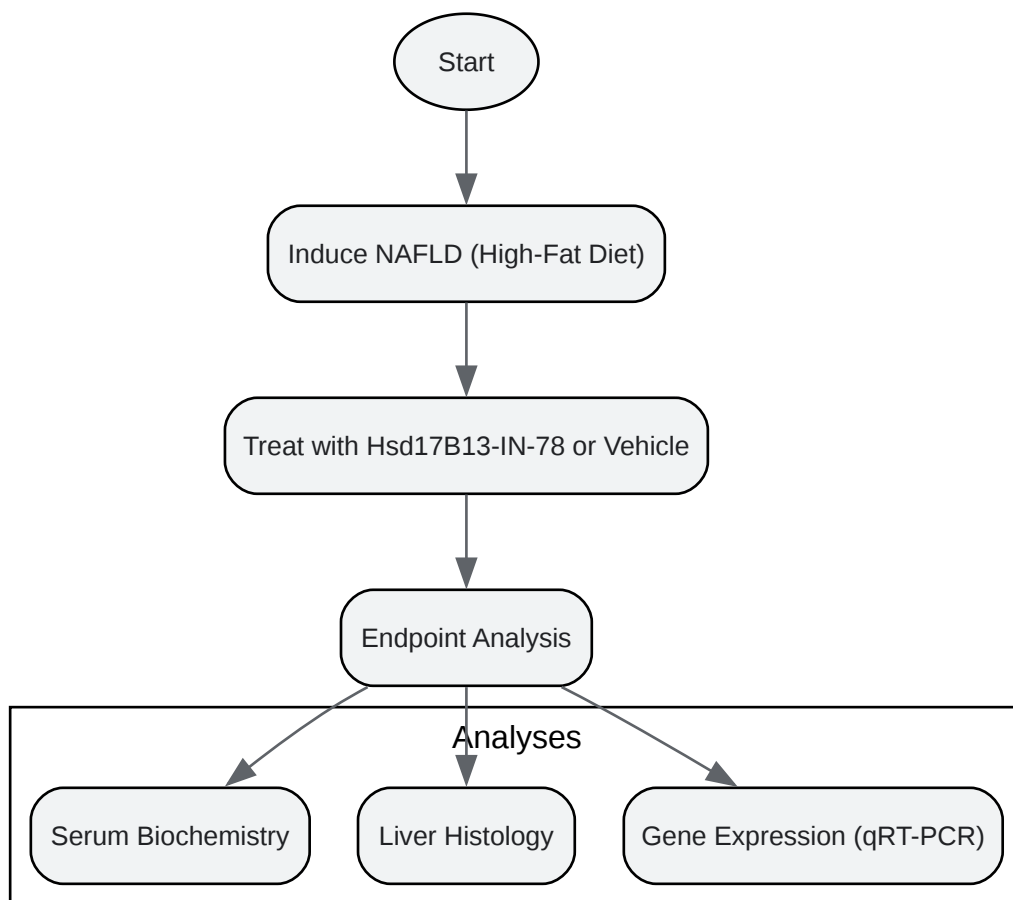 Start
Induce NAFLD (High-Fat Diet)
Treat with Hsd17B13-IN-78 or Vehicle
Endpoint Analysis
Analyses
Serum Biochemistry
Liver Histology
Gene Expression (qRT-PCR)